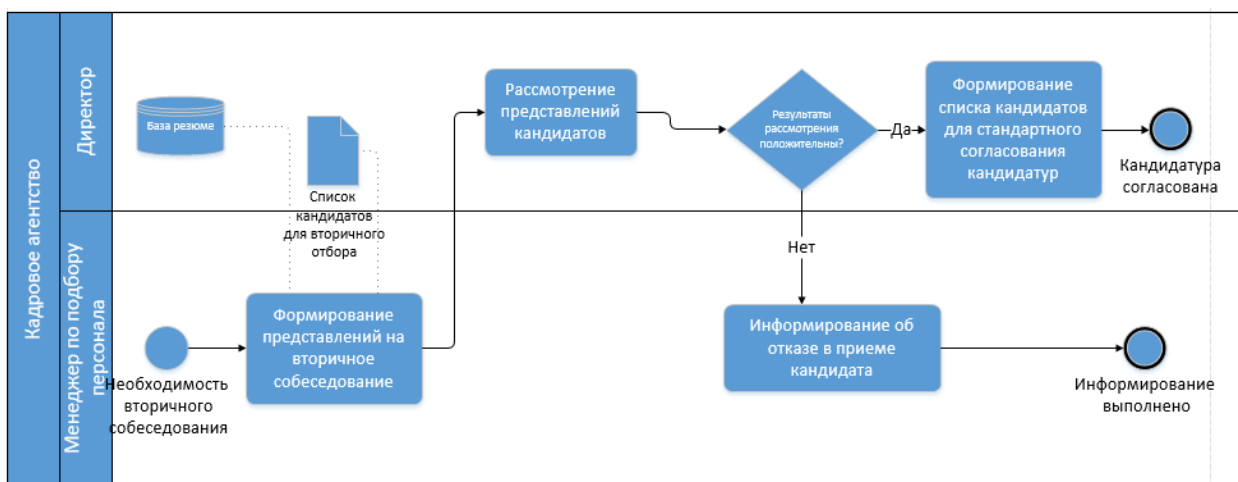 Кадровое агентство
Директор
База резюме
Список
кандидатов
для вторичного
отбора
Рассмотрение
представлений
кандидатов
Результаты
рассмотрения
положительны?
Да
Формирование
списка кандидатов
для стандартного
согласования
кандидатур
Кандидатура
согласована
Менеджер по подбору
персонала
Необходимость
вторичного
собеседования
Формирование
представлений на
вторичное
собеседование
Нет
Информирование об
отказе в приеме
кандидата
Информирование
выполнено